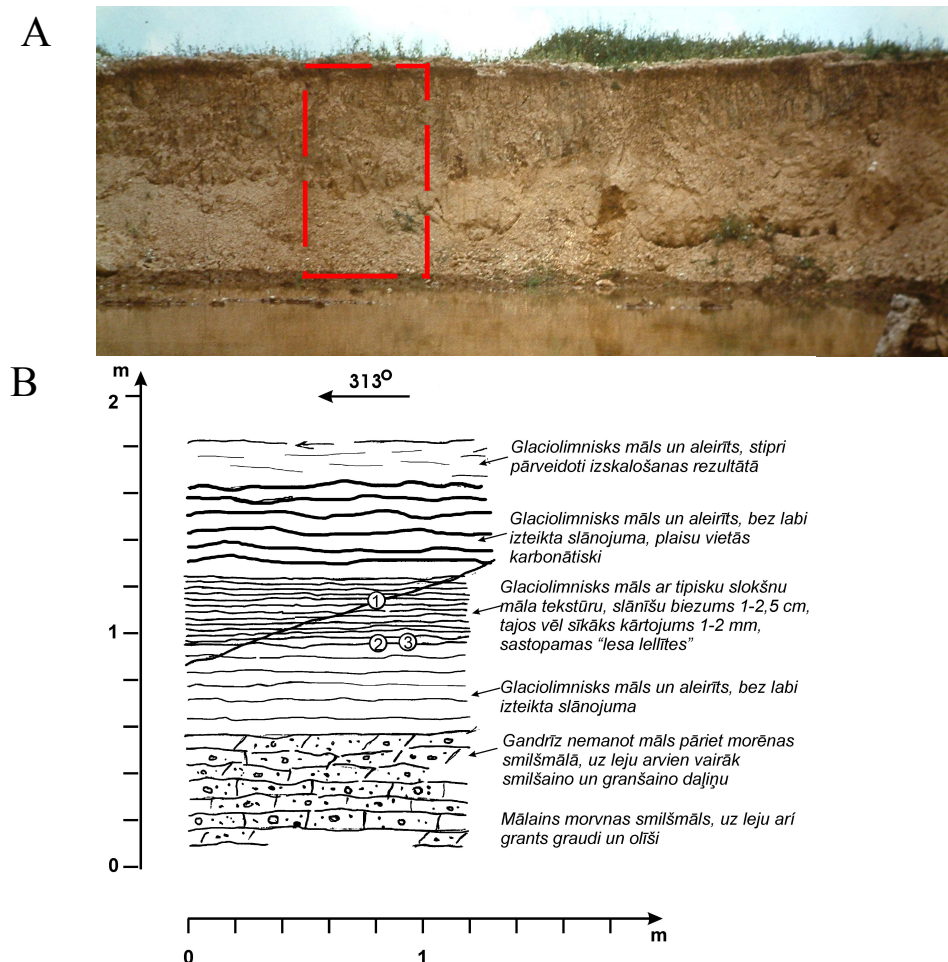 A
B
m
313O
2
Glaciolimnisks māls un aleirīts, stipri
pārveidoti izskalošanas rezultātā
Glaciolimnisks māls un aleirīts, bez labi
izteikta slāņojuma, plaisu vietās
karbonātiski
Glaciolimnisks māls ar tipisku slokšņu
māla tekstūru, slānīšu biezums 1-2,5 cm,
tajos vēl sīkāks kārtojums 1-2 mm,
sastopamas “lesa lellītes”
1
1
2
3
Glaciolimnisks māls un aleirīts, bez labi
izteikta slāņojuma
Gandrīz nemanot māls pāriet morēnas
smilšmālā, uz leju arvien vairāk
smilšaino un granšaino daļiņu
Mālains morvnas smilšmāls, uz leju arí
grants graudi un olīši
0
0
1
m